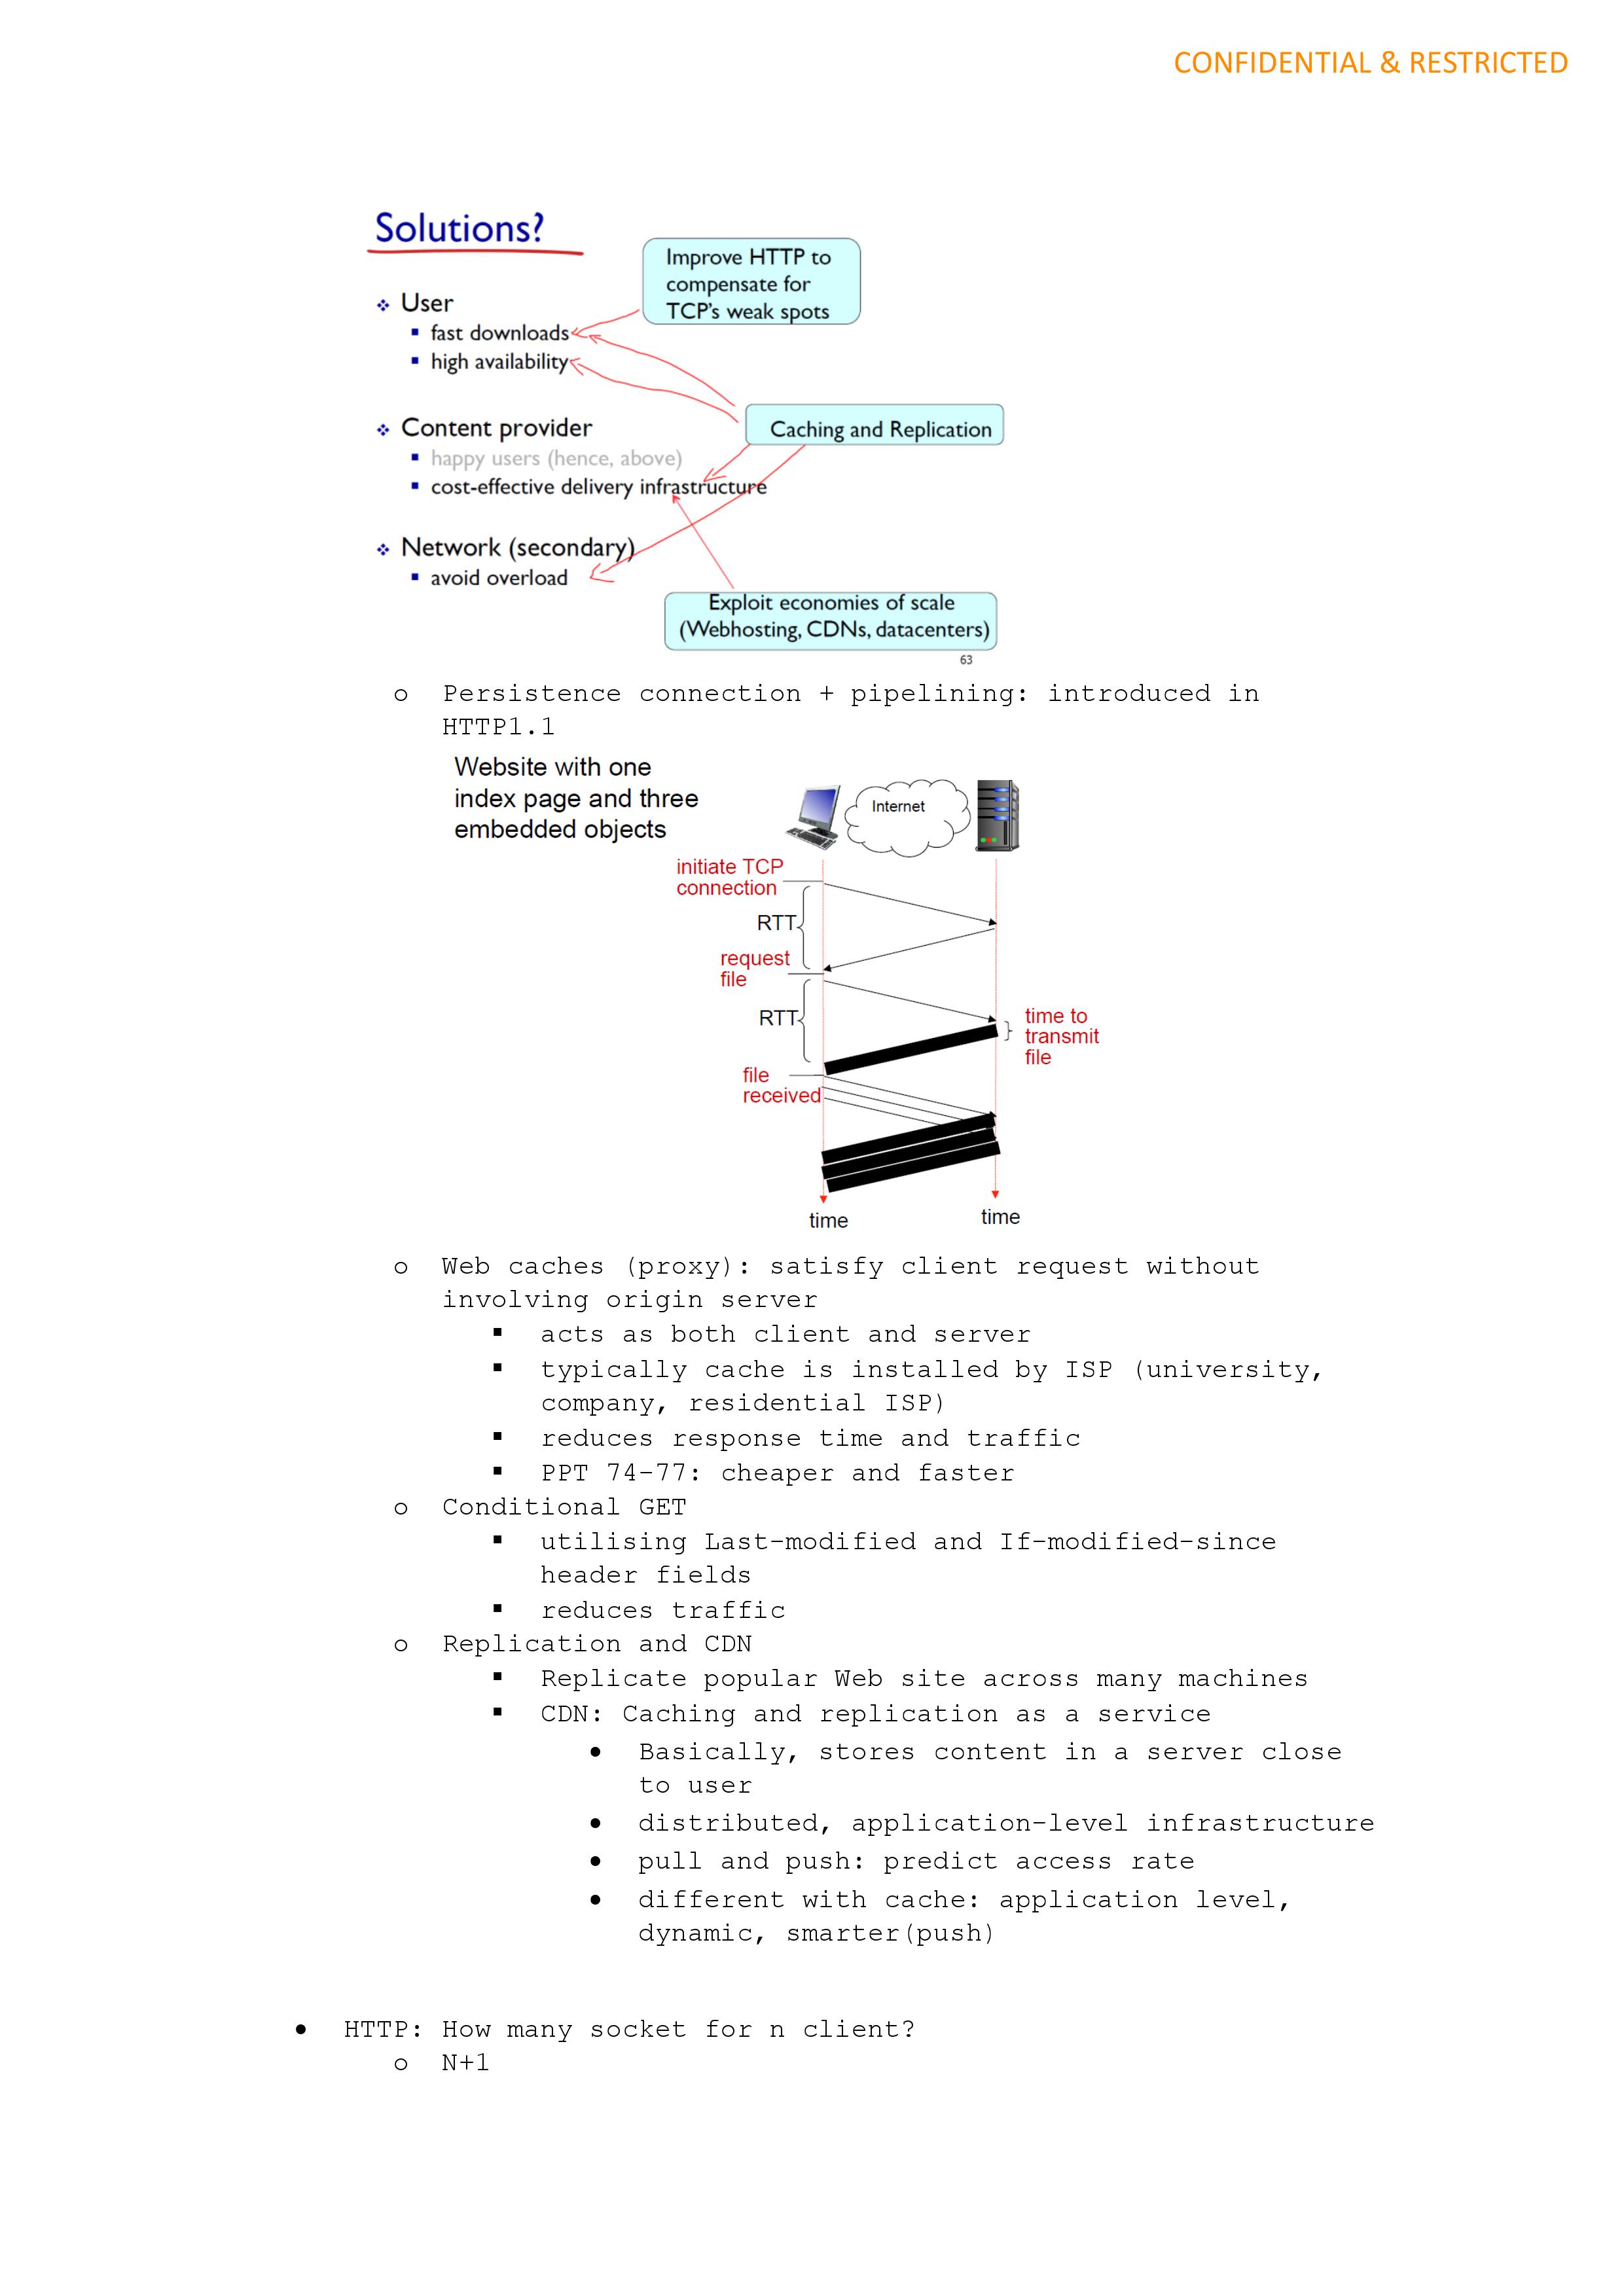 CONFIDENTIAL & RESTRICTED
Solutions?
Improve HTTP to
compensate for
TCP's weak spots
❖ User
▪ fast downloads
▪ high availability
Caching and Replication
❖ Content provider
▪ happy users (hence, above)
▪ cost-effective delivery infrastructure
❖ Network (secondary)
▪ avoid overload
Exploit economies of scale
(Webhosting, CDNs, datacenters)
63
o Persistence connection + pipelining: introduced in
HTTP1.1
Website with one
index page and three
embedded objects
Internet
initiate TCP
connection
RTT
request
file
RTT
time to
transmit
file
file
received
time
time
o Web caches (proxy): satisfy client request without
involving origin server
▪ acts as both client and server
▪ typically cache is installed by ISP (university,
company, residential ISP)
▪ reduces response time and traffic
▪ PPT 74-77: cheaper and faster
o Conditional GET
▪ utilising Last-modified and If-modified-since
header fields
▪ reduces traffic
o Replication and CDN
▪ Replicate popular Web site across many machines
▪ CDN: Caching and replication as a service
• Basically, stores content in a server close
to user
• distributed, application-level infrastructure
• pull and push: predict access rate
• different with cache: application level,
dynamic, smarter(push)
• HTTP: How many socket for n client?
o N+1